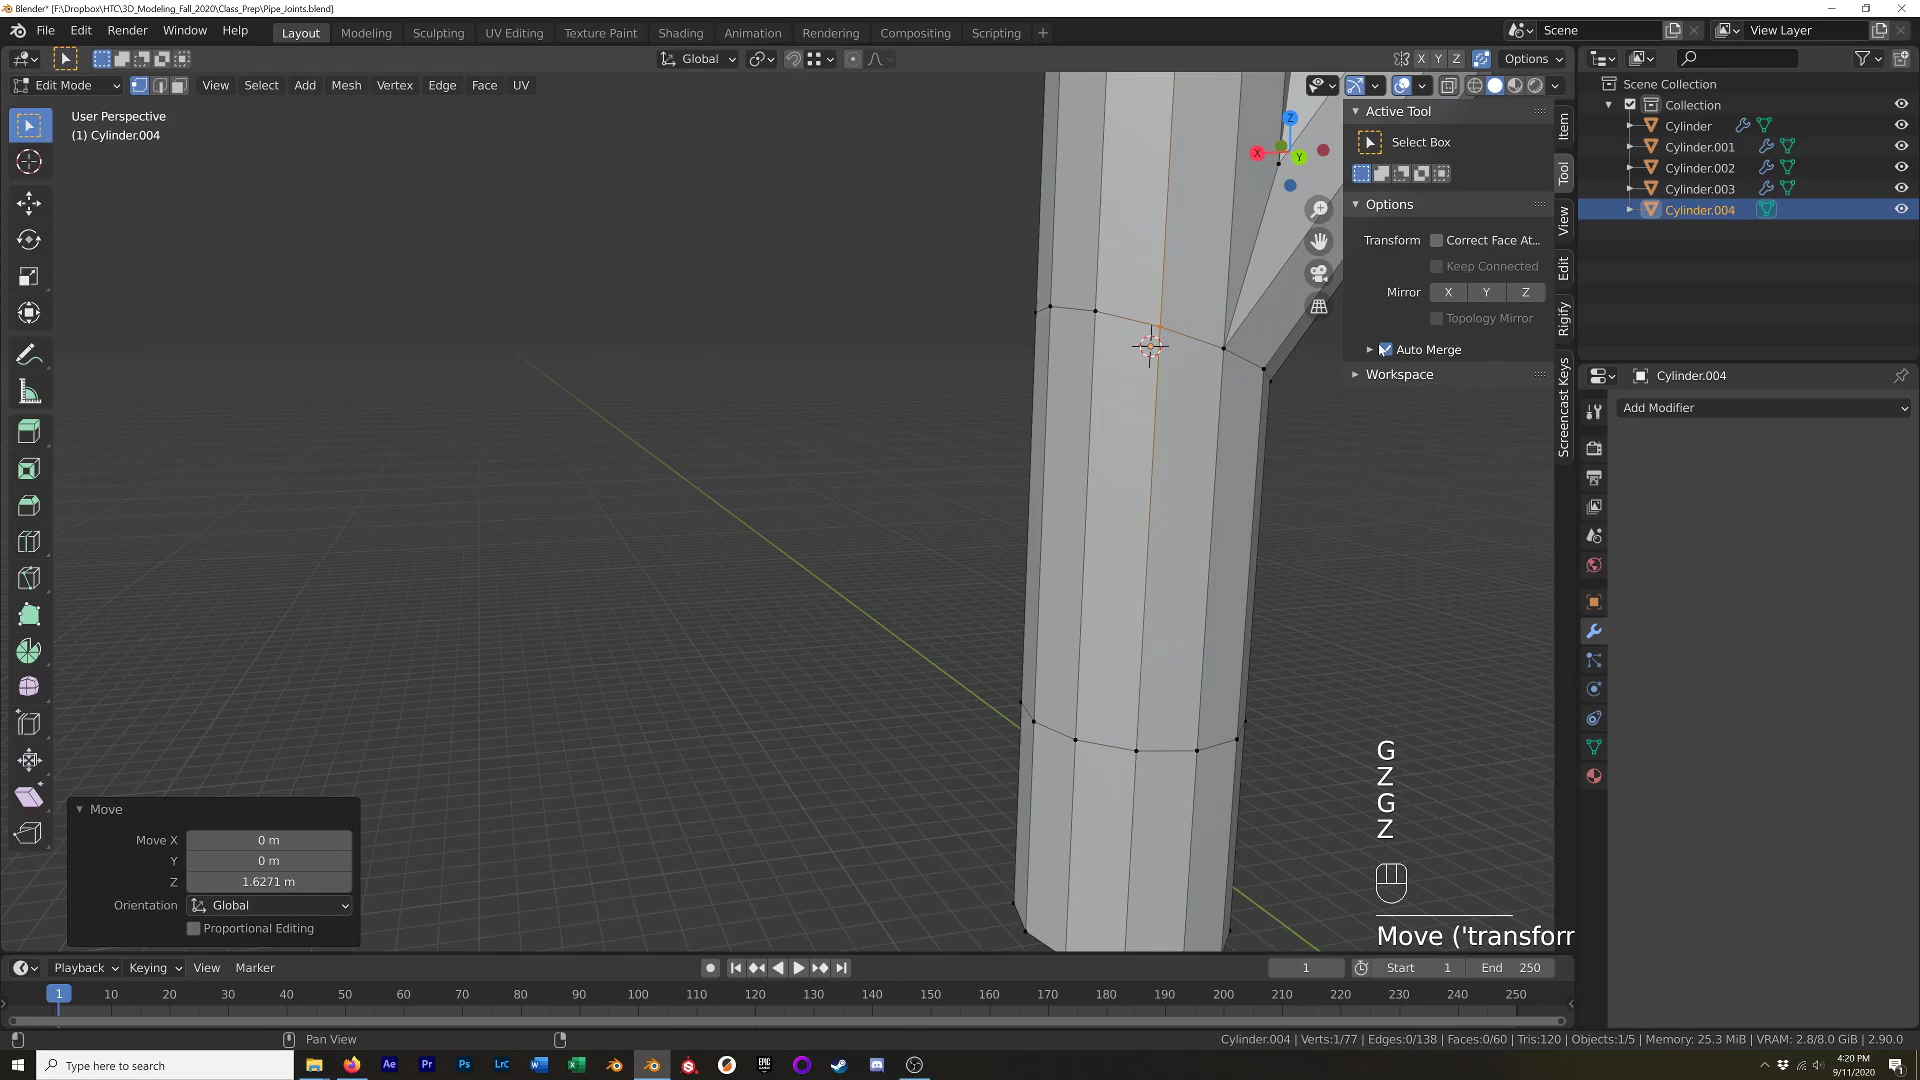 Blender* [F:\Dropbox\HTC\3D_Modeling_Fall_2020\Class_Prep\Pipe_Joints.blend]
File Edit Render Window Help Layout Modeling Sculpting UV Editing Texture Paint Shading Animation Rendering Compositing Scripting + Scene View Layer
Global X Y Z Options
Edit Mode View Select Add Mesh Vertex Edge Face UV
User Perspective
(1) Cylinder.004
Z
X
Y
Active Tool
Select Box
Options
Transform Correct Face At...
Keep Connected
Mirror X Y Z
Topology Mirror
Auto Merge
Workspace
Item
Tool
View
Edit
Rigify
Screencast Keys
Scene Collection
Collection
Cylinder
Cylinder.001
Cylinder.002
Cylinder.003
Cylinder.004
Cylinder.004
Add Modifier
G
Z
G
Z
Move ('transforr
Move
Move X 0 m
Y 0 m
Z 1.6271 m
Orientation Global
Proportional Editing
Playback Keying View Marker 1 Start 1 End 250
1 10 20 30 40 50 60 70 80 90 100 110 120 130 140 150 160 170 180 190 200 210 220 230 240 250
Pan View Cylinder.004 | Verts:1/77 | Edges:0/138 | Faces:0/60 | Tris:120 | Objects:1/5 | Memory: 25.3 MiB | VRAM: 2.8/8.0 GiB | 2.90.0
Type here to search Ae Pr Ps Lrc
4:20 PM
9/11/2020